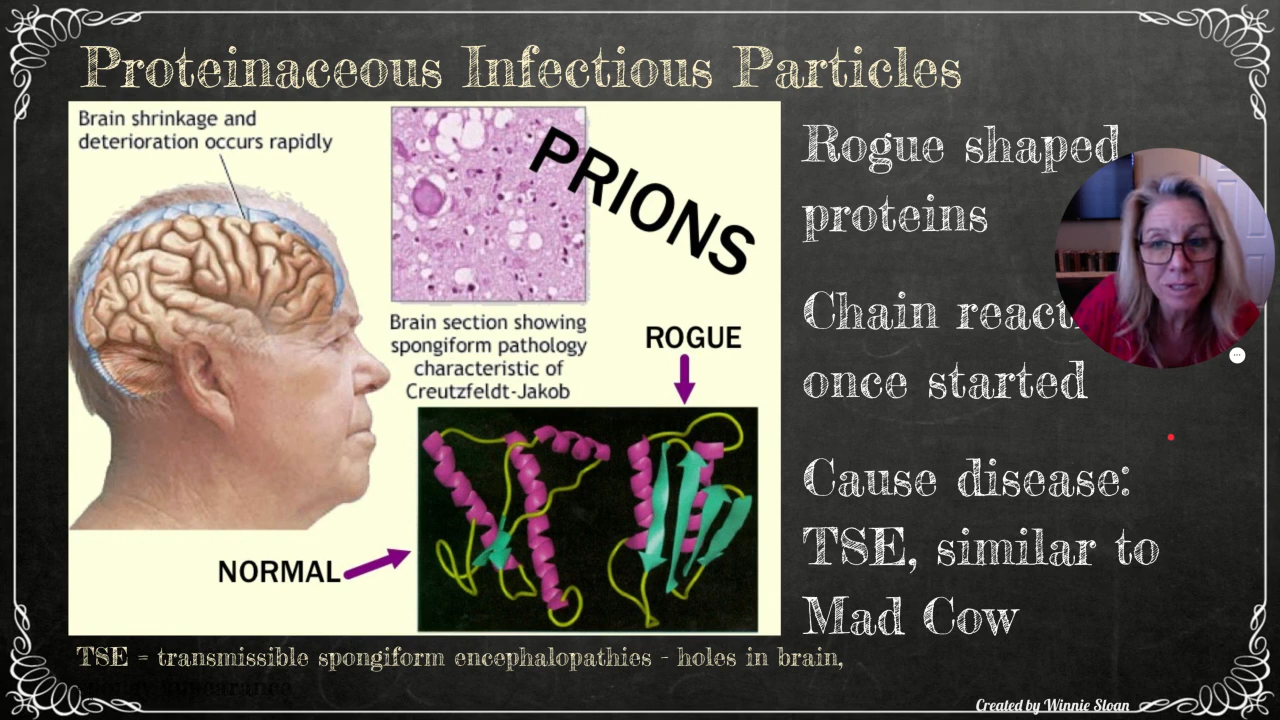 Proteinaceous Infectious Particles
Brain shrinkage and
deterioration occurs rapidly
PRIONS
Brain section showing
spongiform pathology
characteristic of
Creutzfeldt-Jakob
ROGUE
NORMAL
Rogue shaped
proteins
Chain
once started
Cause disease:
TSE, similar to
Mad Cow
TSE = transmissible spongiform encephalopathies - holes in brain,
appearance
Created by Winnie Sloan